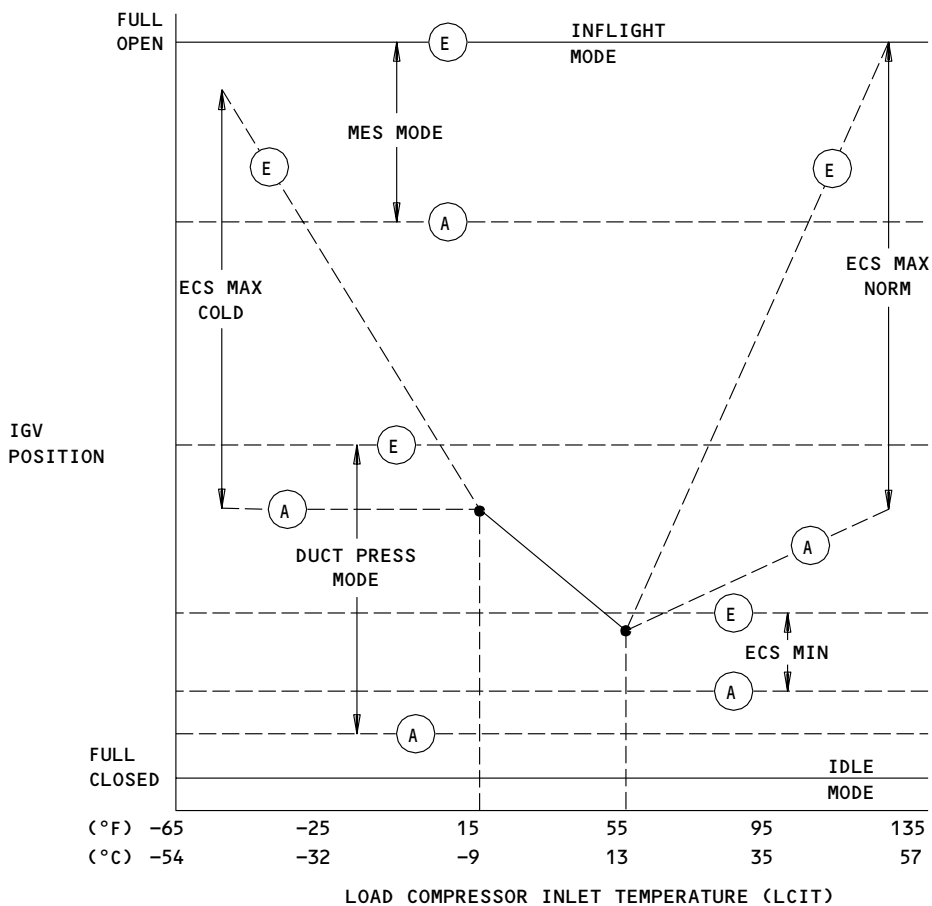 FULL
OPEN
E
INFLIGHT
MODE
MES MODE
E
E
A
ECS MAX
COLD
ECS MAX
NORM
IGV
POSITION
E
A
A
DUCT PRESS
MODE
E
ECS MIN
A
A
FULL
CLOSED
IDLE
MODE
(°F) −65 −25 15 55 95 135
(°C) −54 −32 −9 13 35 57
LOAD COMPRESSOR INLET TEMPERATURE (LCIT)